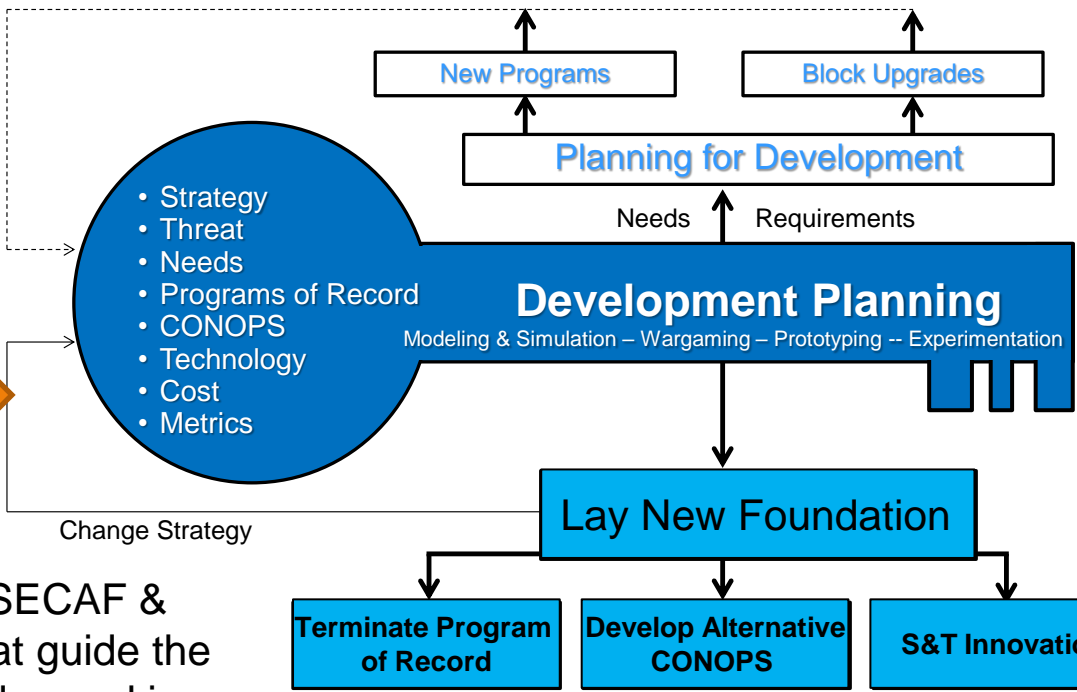 New Programs
Block Upgrades
Planning for Development
Needs
Requirements
• Strategy
• Threat
• Needs
• Programs of Record
• CONOPS
• Technology
• Cost
• Metrics
Development Planning
Modeling & Simulation – Wargaming – Prototyping -- Experimentation
Change Strategy
Lay New Foundation
Terminate Program
of Record
Develop Alternative
CONOPS
S&T Innovatio
SECAF &
at guide the